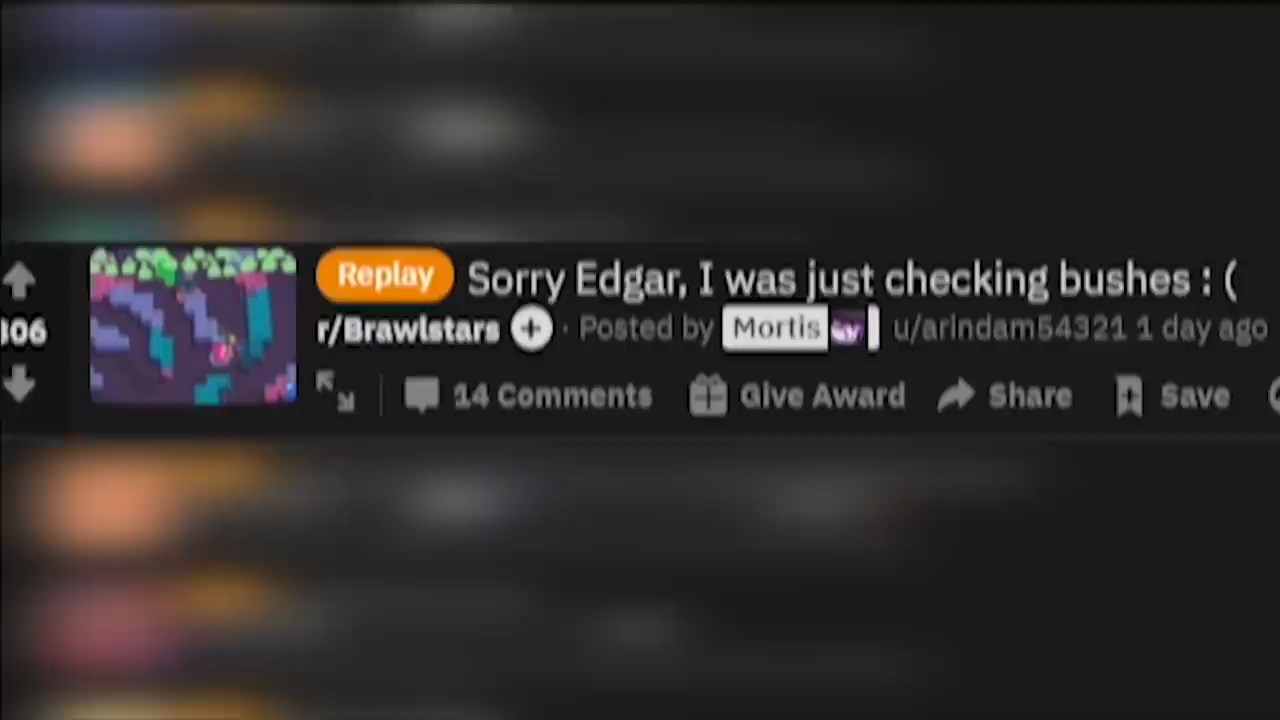 Replay Sorry Edgar, I was just checking bushes : (
r/Brawlstars · Posted by Mortis u/arindam54321 1 day ago
806
14 Comments Give Award Share Save